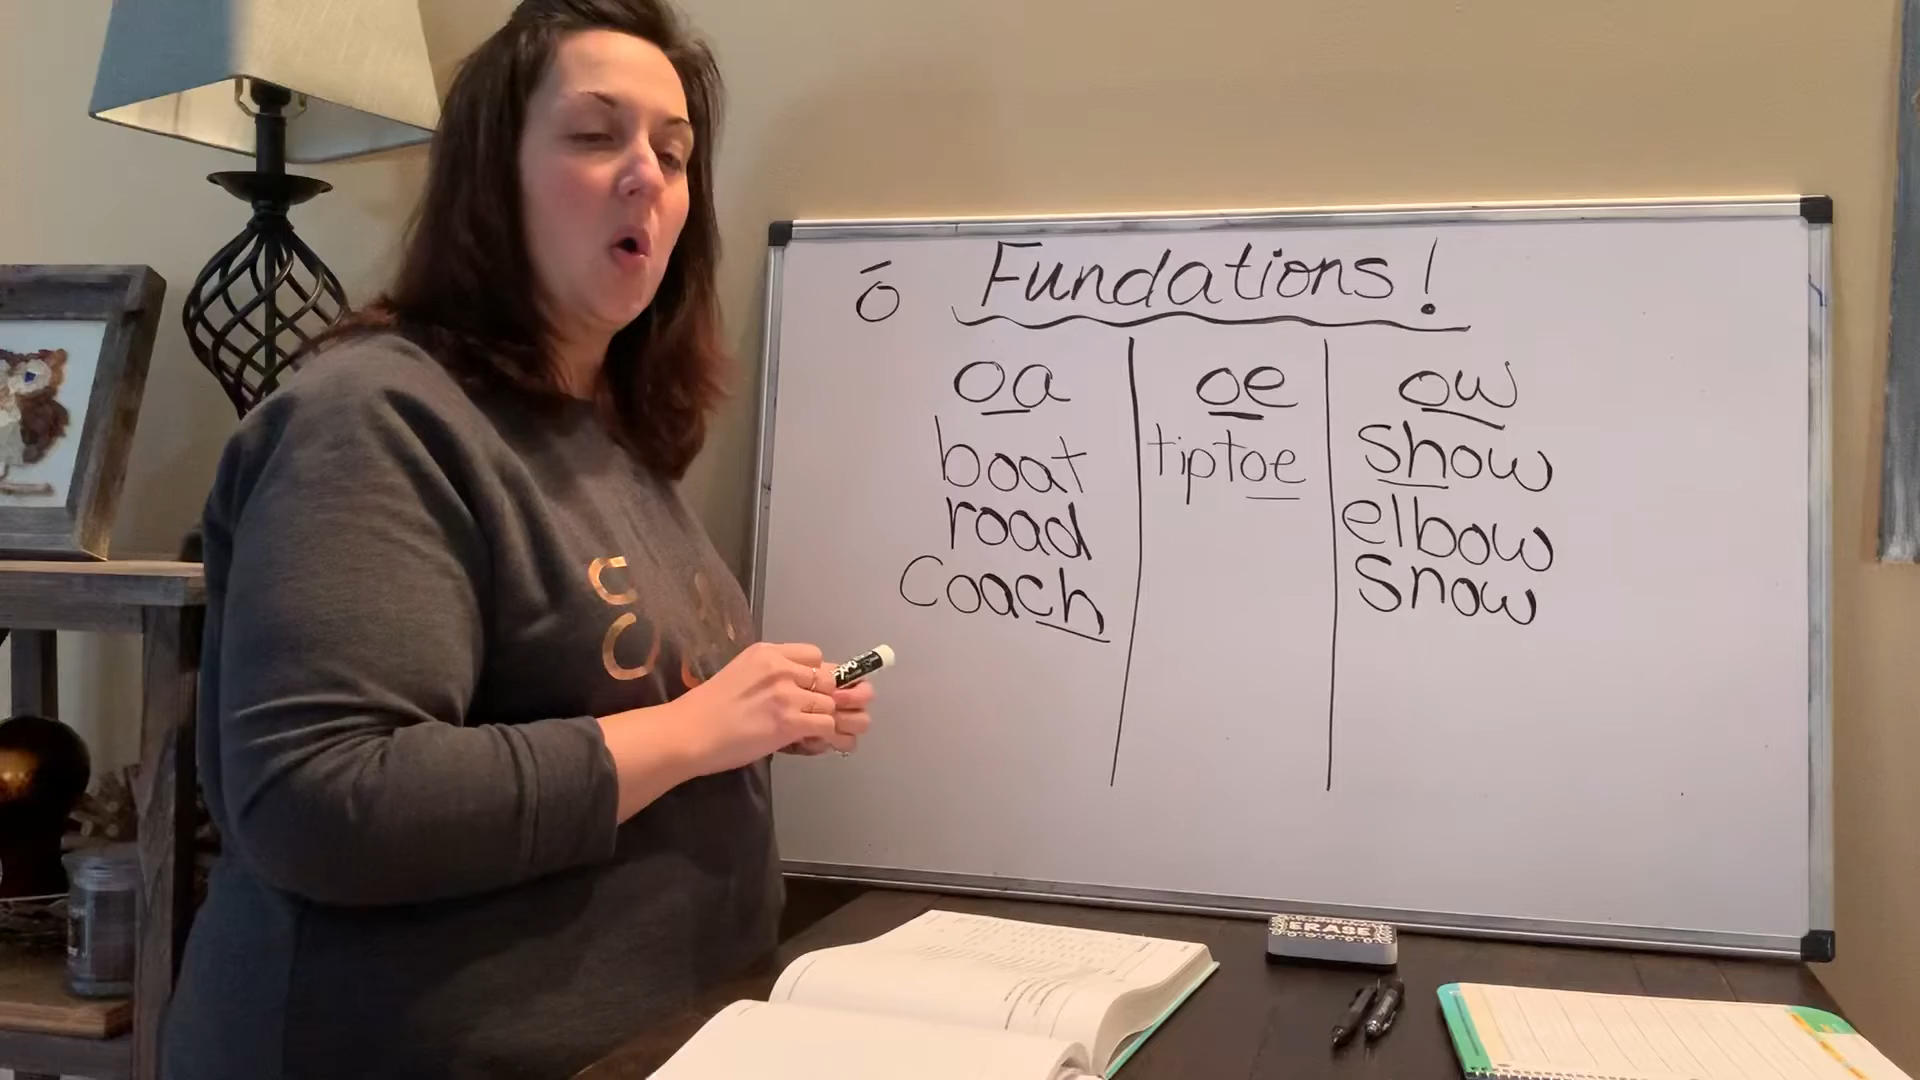 ō Fundations!
oa oe ow
boat tiptoe show
road elbow
coach snow
ERASE